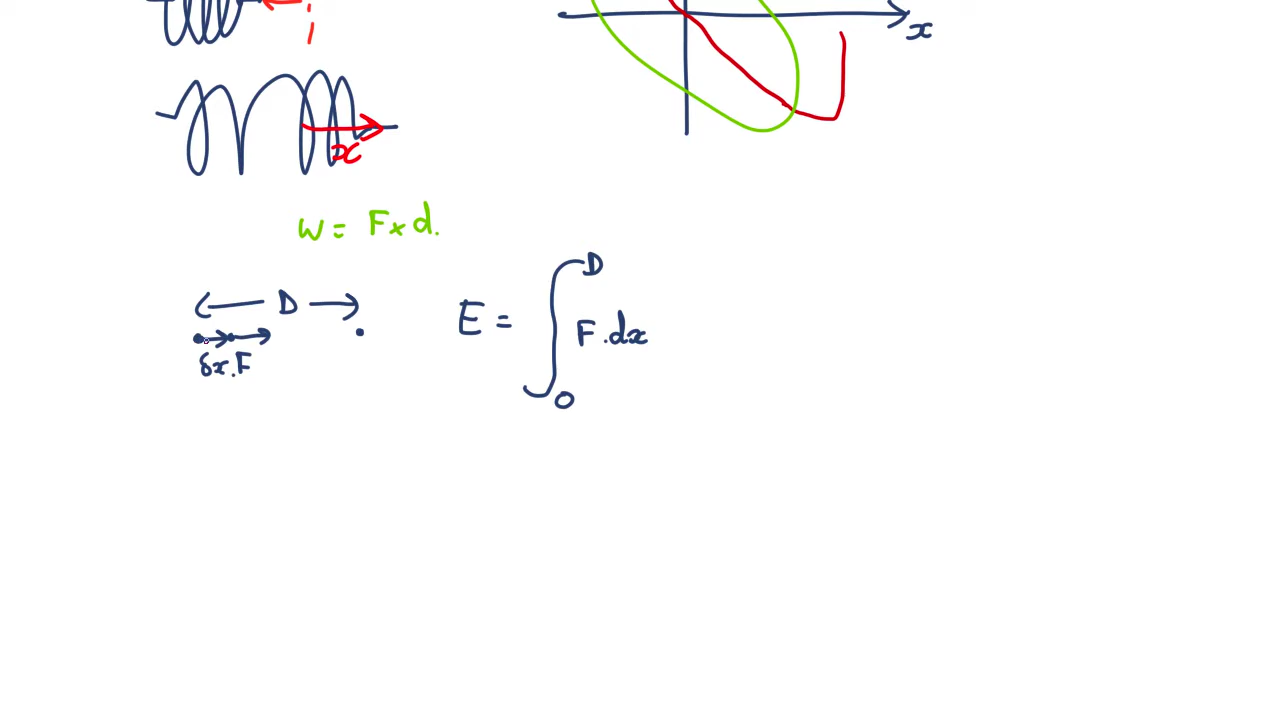 x
x
W = F × d.
D
δx.F
E = ∫₀ᴰ F.dx